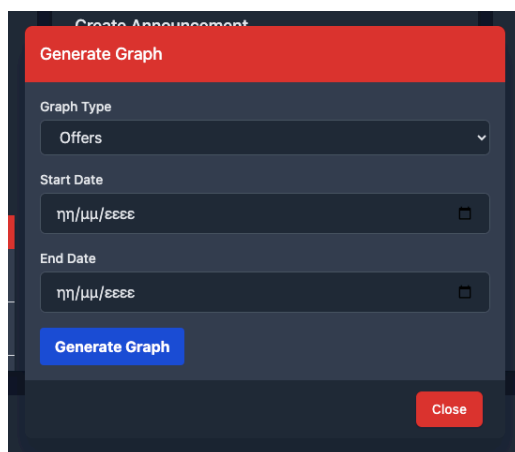 Create Announcement
Generate Graph
Graph Type
Offers
Start Date
ηη/μμ/εεεε
End Date
ηη/μμ/εεεε
Generate Graph
Close